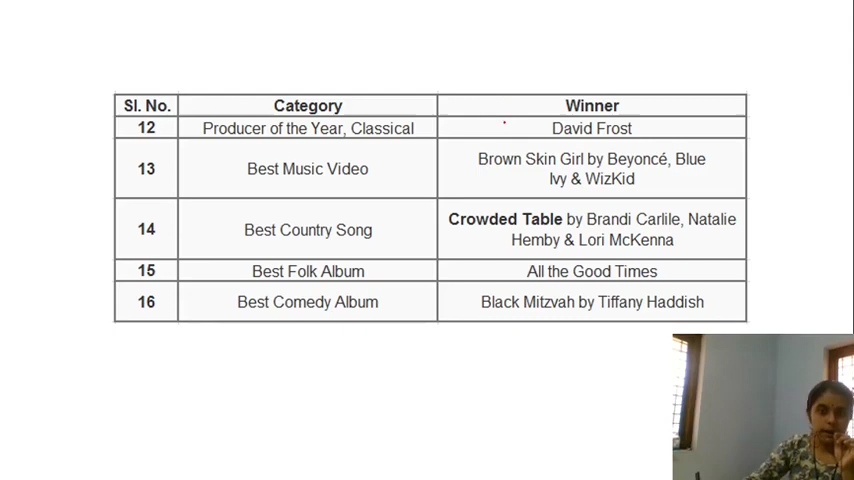 Sl. No. Category Winner
12 Producer of the Year, Classical David Frost
13 Best Music Video Brown Skin Girl by Beyoncé, Blue
Ivy & WizKid
14 Best Country Song Crowded Table by Brandi Carlile, Natalie
Hemby & Lori McKenna
15 Best Folk Album All the Good Times
16 Best Comedy Album Black Mitzvah by Tiffany Haddish